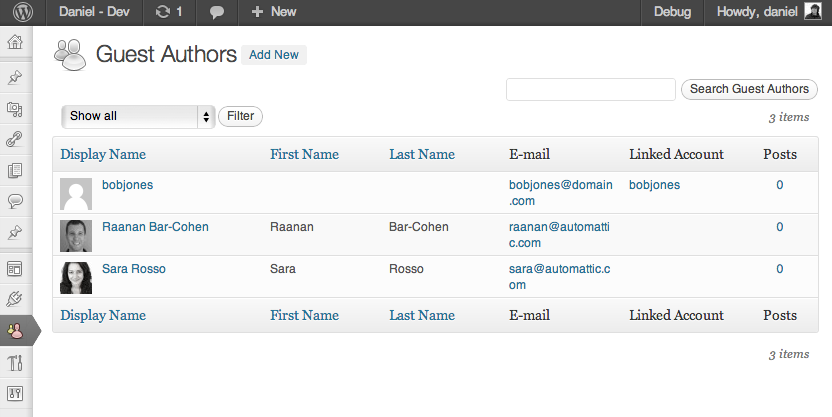 Daniel - Dev 1 New Debug Howdy, daniel
Guest Authors Add New
Search Guest Authors
Show all Filter 3 items
Display Name First Name Last Name E-mail Linked Account Posts
bobjones bobjones@domain bobjones 0
.com
Raanan Bar-Cohen Raanan Bar-Cohen raanan@automatti 0
c.com
Sara Rosso Sara Rosso sara@automattic.c 0
om
Display Name First Name Last Name E-mail Linked Account Posts
3 items